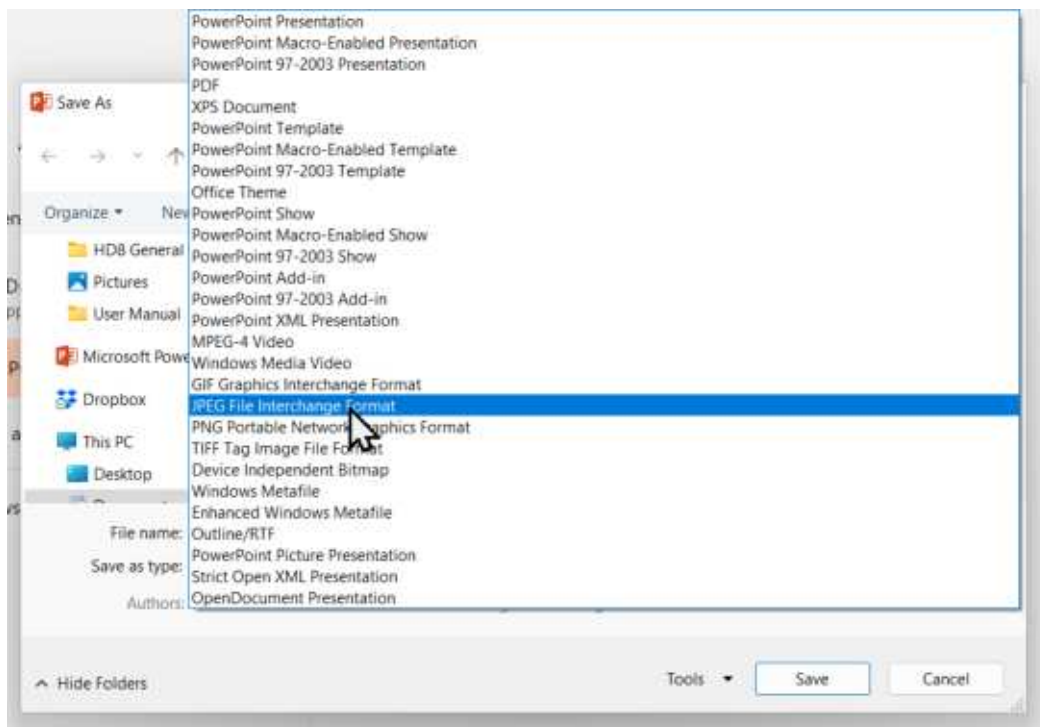 PowerPoint Presentation
PowerPoint Macro-Enabled Presentation
PowerPoint 97-2003 Presentation
PDF
XPS Document
PowerPoint Template
PowerPoint Macro-Enabled Template
PowerPoint 97-2003 Template
Office Theme
PowerPoint Show
PowerPoint Macro-Enabled Show
PowerPoint 97-2003 Show
PowerPoint Add-in
PowerPoint 97-2003 Add-in
PowerPoint XML Presentation
MPEG-4 Video
Windows Media Video
GIF Graphics Interchange Format
JPEG File Interchange Format
PNG Portable Network Graphics Format
TIFF Tag Image File Format
Device Independent Bitmap
Windows Metafile
Enhanced Windows Metafile
Outline/RTF
PowerPoint Picture Presentation
Strict Open XML Presentation
OpenDocument Presentation
Save As
Organize
New
HD8 General
Pictures
User Manual
Microsoft Powe
Dropbox
This PC
Desktop
File name:
Save as type:
Authors:
Hide Folders
Tools
Save
Cancel